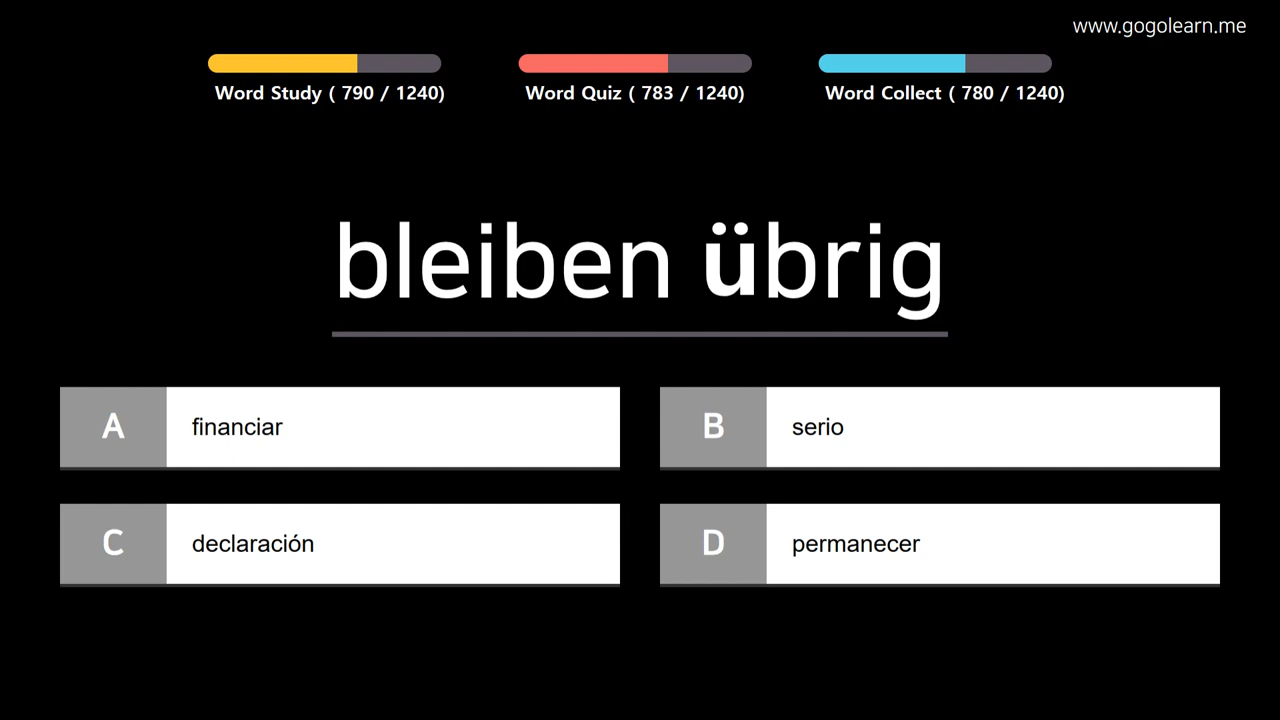 www.gogolearn.me
Word Study ( 790 / 1240)
Word Quiz ( 783 / 1240)
Word Collect ( 780 / 1240)
bleiben übrig
A financiar
B serio
C declaración
D permanecer